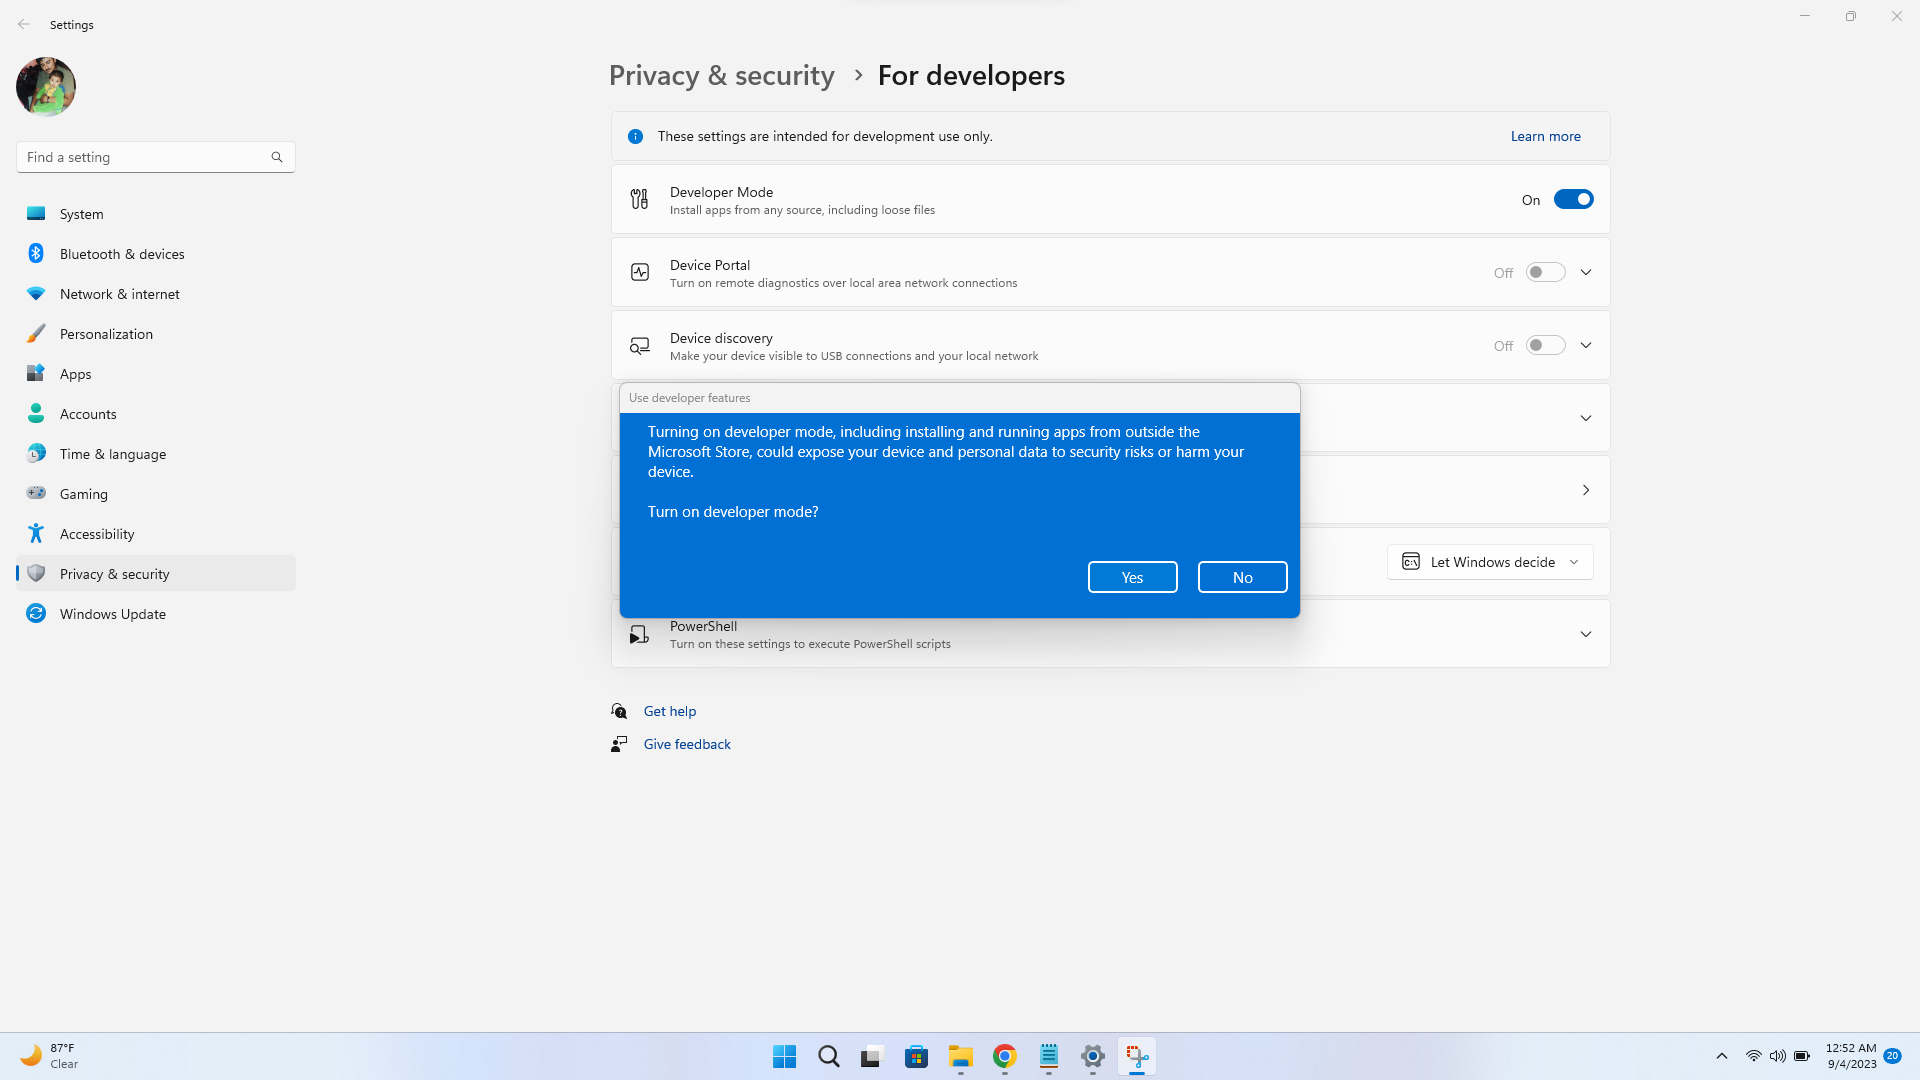 Settings
Find a setting
System
Bluetooth & devices
Network & internet
Personalization
Apps
Accounts
Time & language
Gaming
Accessibility
Privacy & security
Windows Update
Privacy & security > For developers
These settings are intended for development use only.
Learn more
Developer Mode
Install apps from any source, including loose files
On
Device Portal
Turn on remote diagnostics over local area network connections
Off
Device discovery
Make your device visible to USB connections and your local network
Off
Use developer features
Turning on developer mode, including installing and running apps from outside the
Microsoft Store, could expose your device and personal data to security risks or harm your
device.
Turn on developer mode?
Yes
No
C:\
Let Windows decide
PowerShell
Turn on these settings to execute PowerShell scripts
Get help
Give feedback
87°F
Clear
12:52 AM
9/4/2023
20